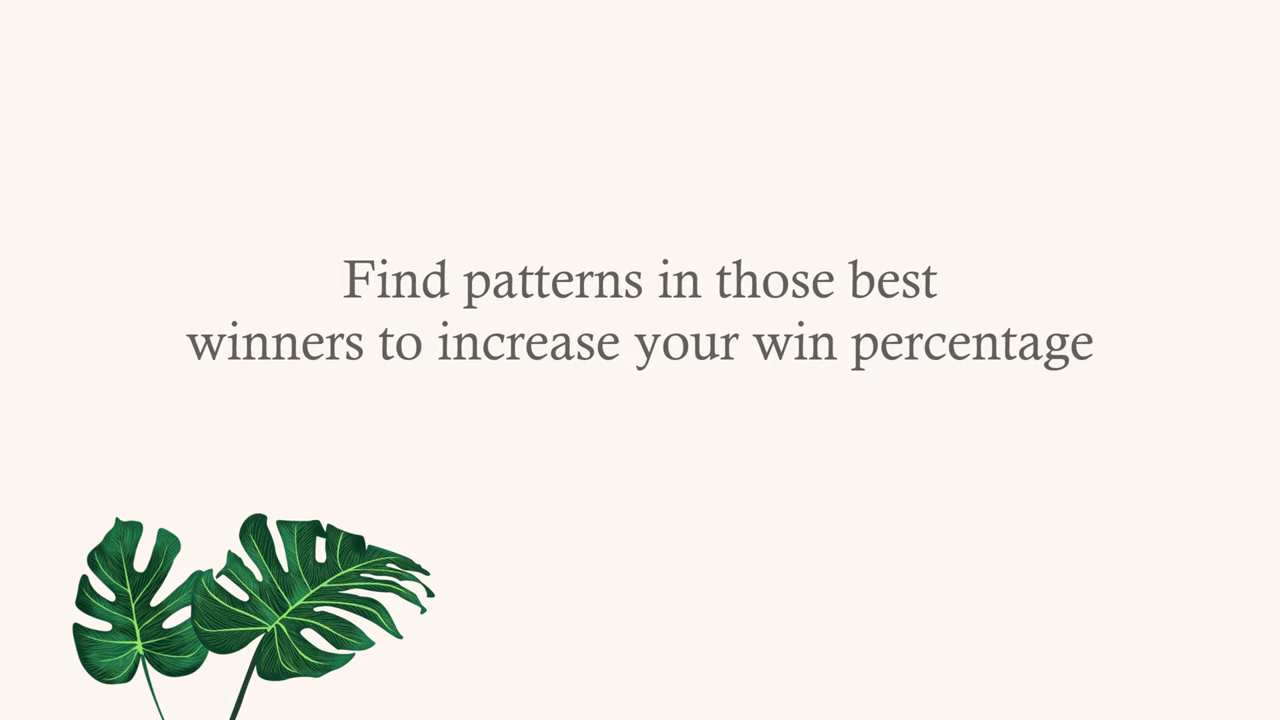 Find patterns in those best
winners to increase your win percentage